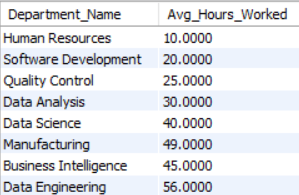 Department_Name Avg_Hours_Worked
Human Resources 10.0000
Software Development 20.0000
Quality Control 25.0000
Data Analysis 30.0000
Data Science 40.0000
Manufacturing 49.0000
Business Intelligence 45.0000
Data Engineering 56.0000